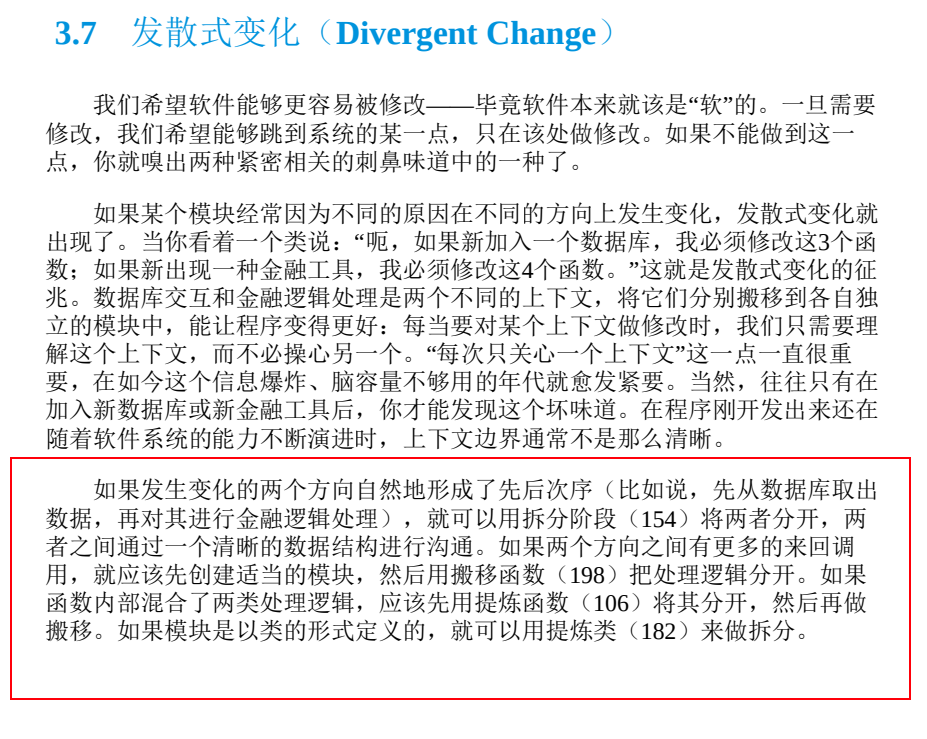 3.7 发散式变化（Divergent Change）
我们希望软件能够更容易被修改——毕竟软件本来就该是“软”的。一旦需要
修改，我们希望能够跳到系统的某一点，只在该处做修改。如果不能做到这一
点，你就嗅出两种紧密相关的刺鼻味道中的一种了。
如果某个模块经常因为不同的原因在不同的方向上发生变化，发散式变化就
出现了。当你看着一个类说：“呃，如果新加入一个数据库，我必须修改这3个函
数；如果新出现一种金融工具，我必须修改这4个函数。”这就是发散式变化的征
兆。数据库交互和金融逻辑处理是两个不同的上下文，将它们分别搬移到各自独
立的模块中，能让程序变得更好：每当要对某个上下文做修改时，我们只需要理
解这个上下文，而不必操心另一个。“每次只关心一个上下文”这一点一直很重
要，在如今这个信息爆炸、脑容量不够用的年代就愈发紧要。当然，往往只有在
加入新数据库或新金融工具后，你才能发现这个坏味道。在程序刚开发出来还在
随着软件系统的能力不断演进时，上下文边界通常不是那么清晰。
如果发生变化的两个方向自然地形成了先后次序（比如说，先从数据库取出
数据，再对其进行金融逻辑处理），就可以用拆分阶段（154）将两者分开，两
者之间通过一个清晰的数据结构进行沟通。如果两个方向之间有更多的来回调
用，就应该先创建适当的模块，然后用搬移函数（198）把处理逻辑分开。如果
函数内部混合了两类处理逻辑，应该先用提炼函数（106）将其分开，然后再做
搬移。如果模块是以类的形式定义的，就可以用提炼类（182）来做拆分。